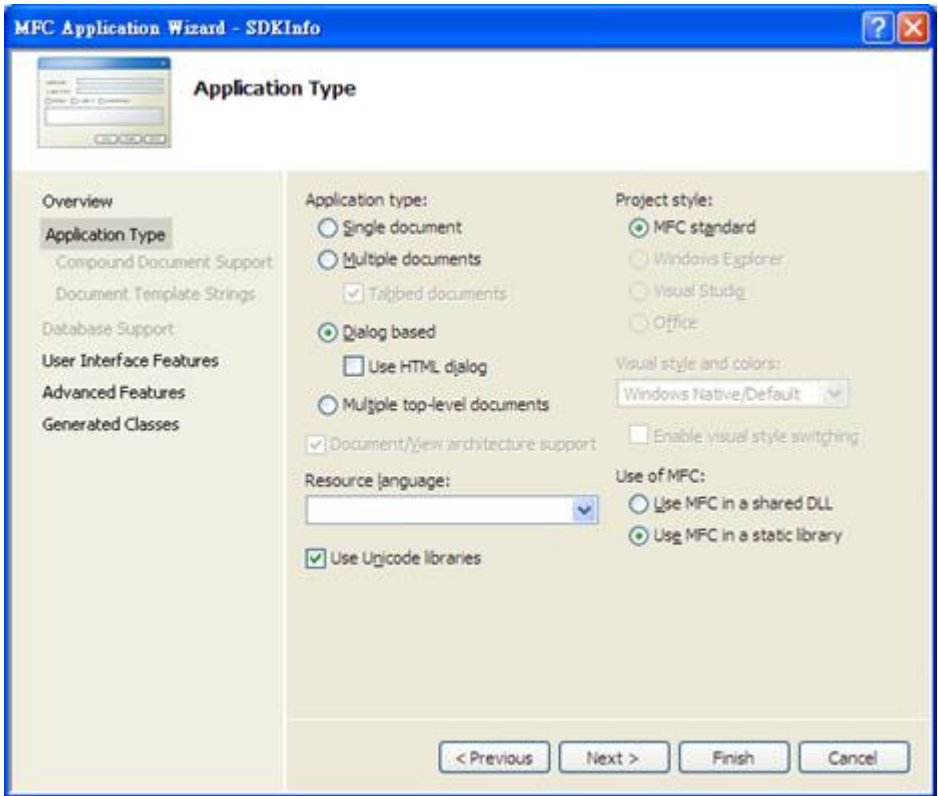 MFC Application Wizard - SDKInfo
Application Type
Overview
Application Type
Compound Document Support
Document Template Strings
Database Support
User Interface Features
Advanced Features
Generated Classes
Application type:
Single document
Multiple documents
Tabbed documents
Dialog based
Use HTML dialog
Multiple top-level documents
Document/View architecture support
Resource language:
Use Unicode libraries
Project style:
MFC standard
Windows Explorer
Visual Studio
Office
Visual style and colors:
Windows Native/Default
Enable visual style switching
Use of MFC:
Use MFC in a shared DLL
Use MFC in a static library
< Previous
Next >
Finish
Cancel